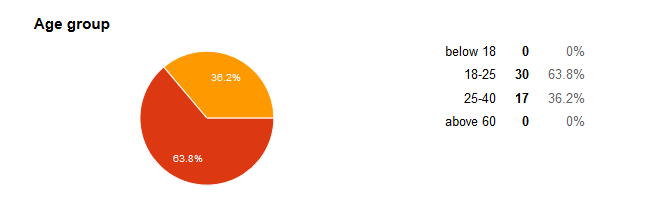 Age group
36.2%
63.8%
below 18 0 0%
18-25 30 63.8%
25-40 17 36.2%
above 60 0 0%